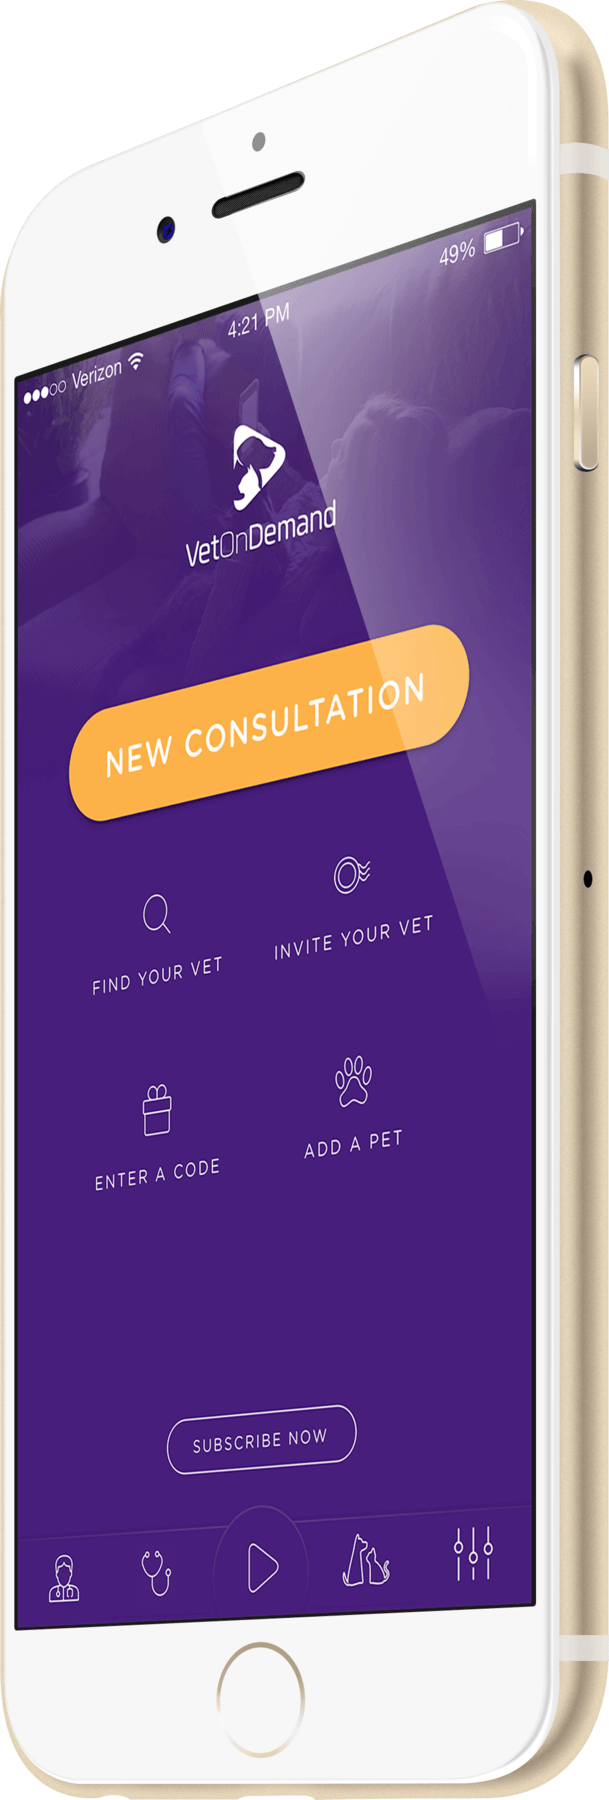 ●●●○○ Verizon 4:21 PM 49%
VetOnDemand
NEW CONSULTATION
FIND YOUR VET INVITE YOUR VET
ENTER A CODE ADD A PET
SUBSCRIBE NOW